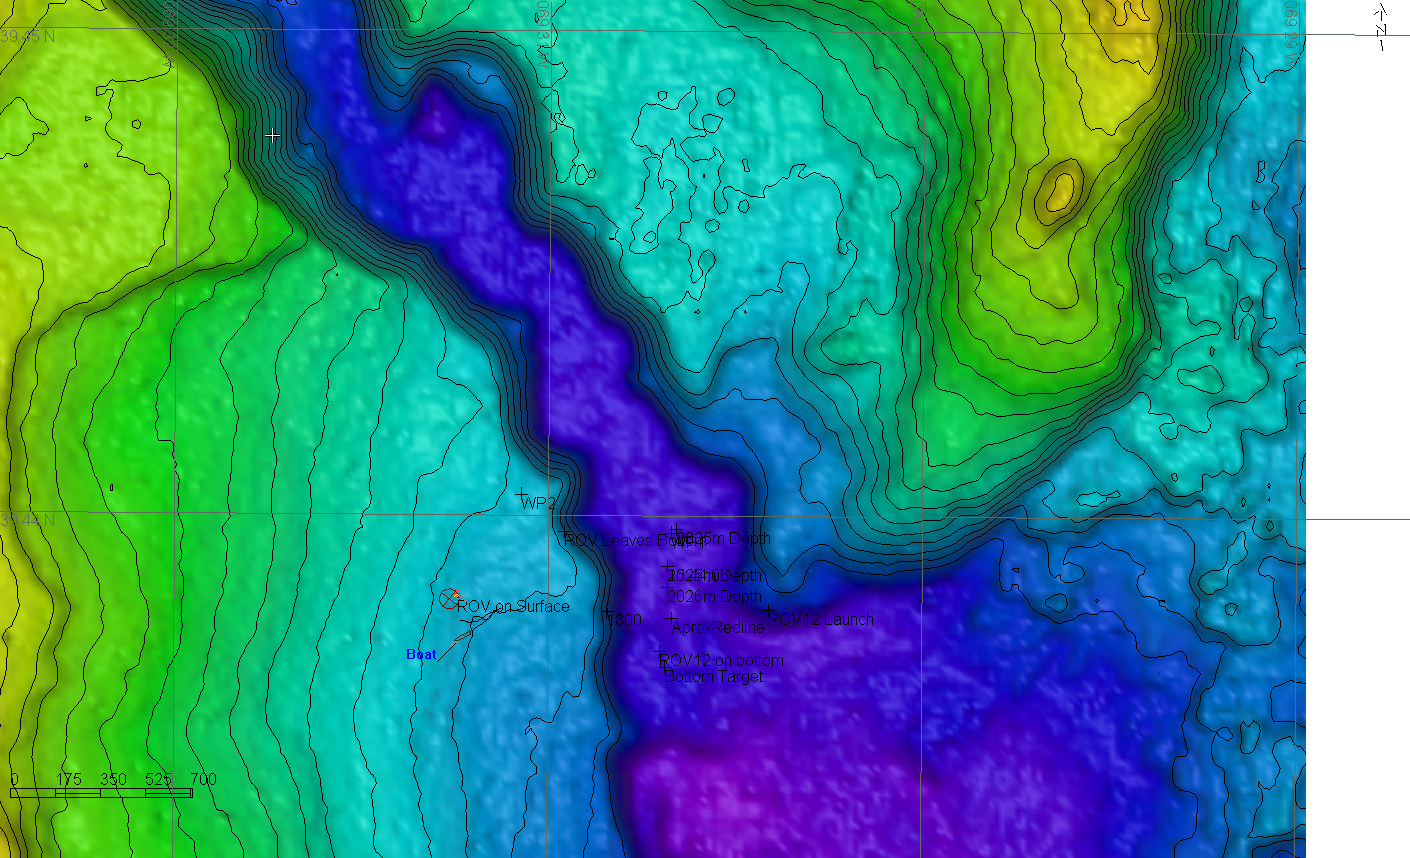 39.45 N
WP2
39.44 N
ROV Leaves Bottom
2025m Depth
2026m Depth
ROV on Surface
1800
ROV12 Launch
AproxRedline
Boat
ROV12 on bottom
Bottom Target
0 175 350 525 700